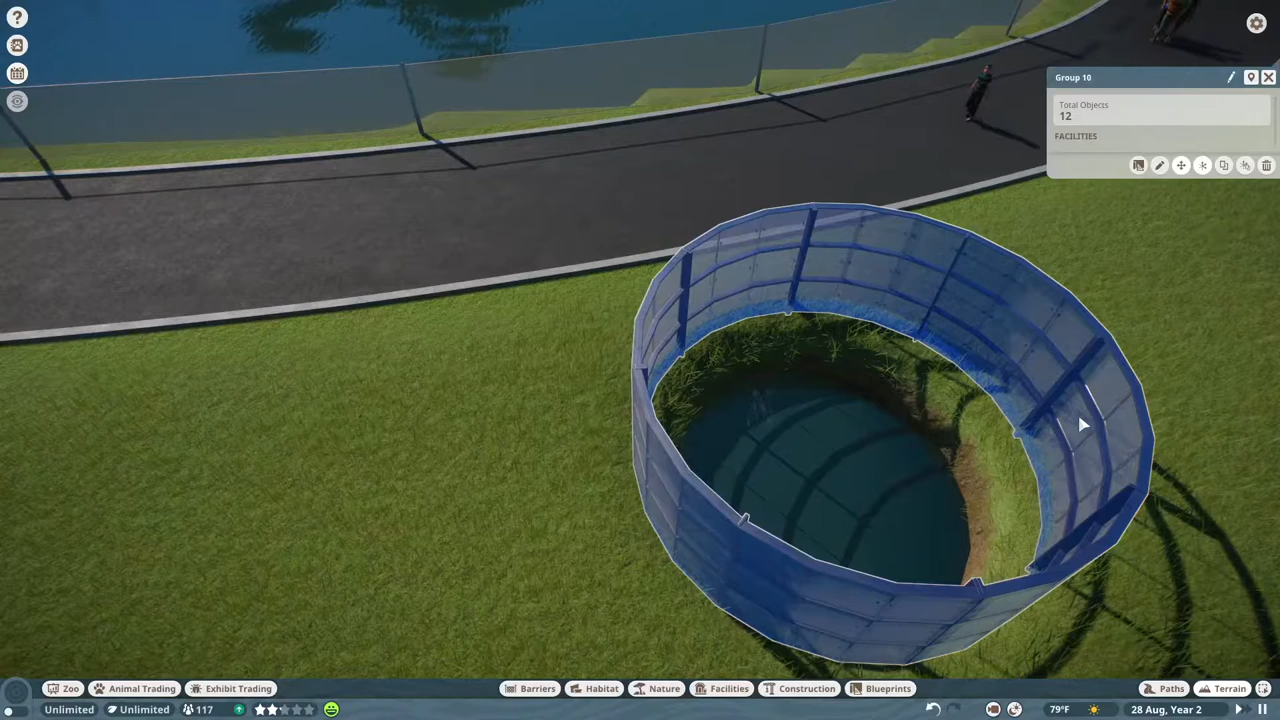 ?
Group 10
Total Objects
12
FACILITIES
Zoo
Animal Trading
Exhibit Trading
Barriers
Habitat
Nature
Facilities
Construction
Blueprints
Paths
Terrain
Unlimited
Unlimited
117
79°F
28 Aug, Year 2